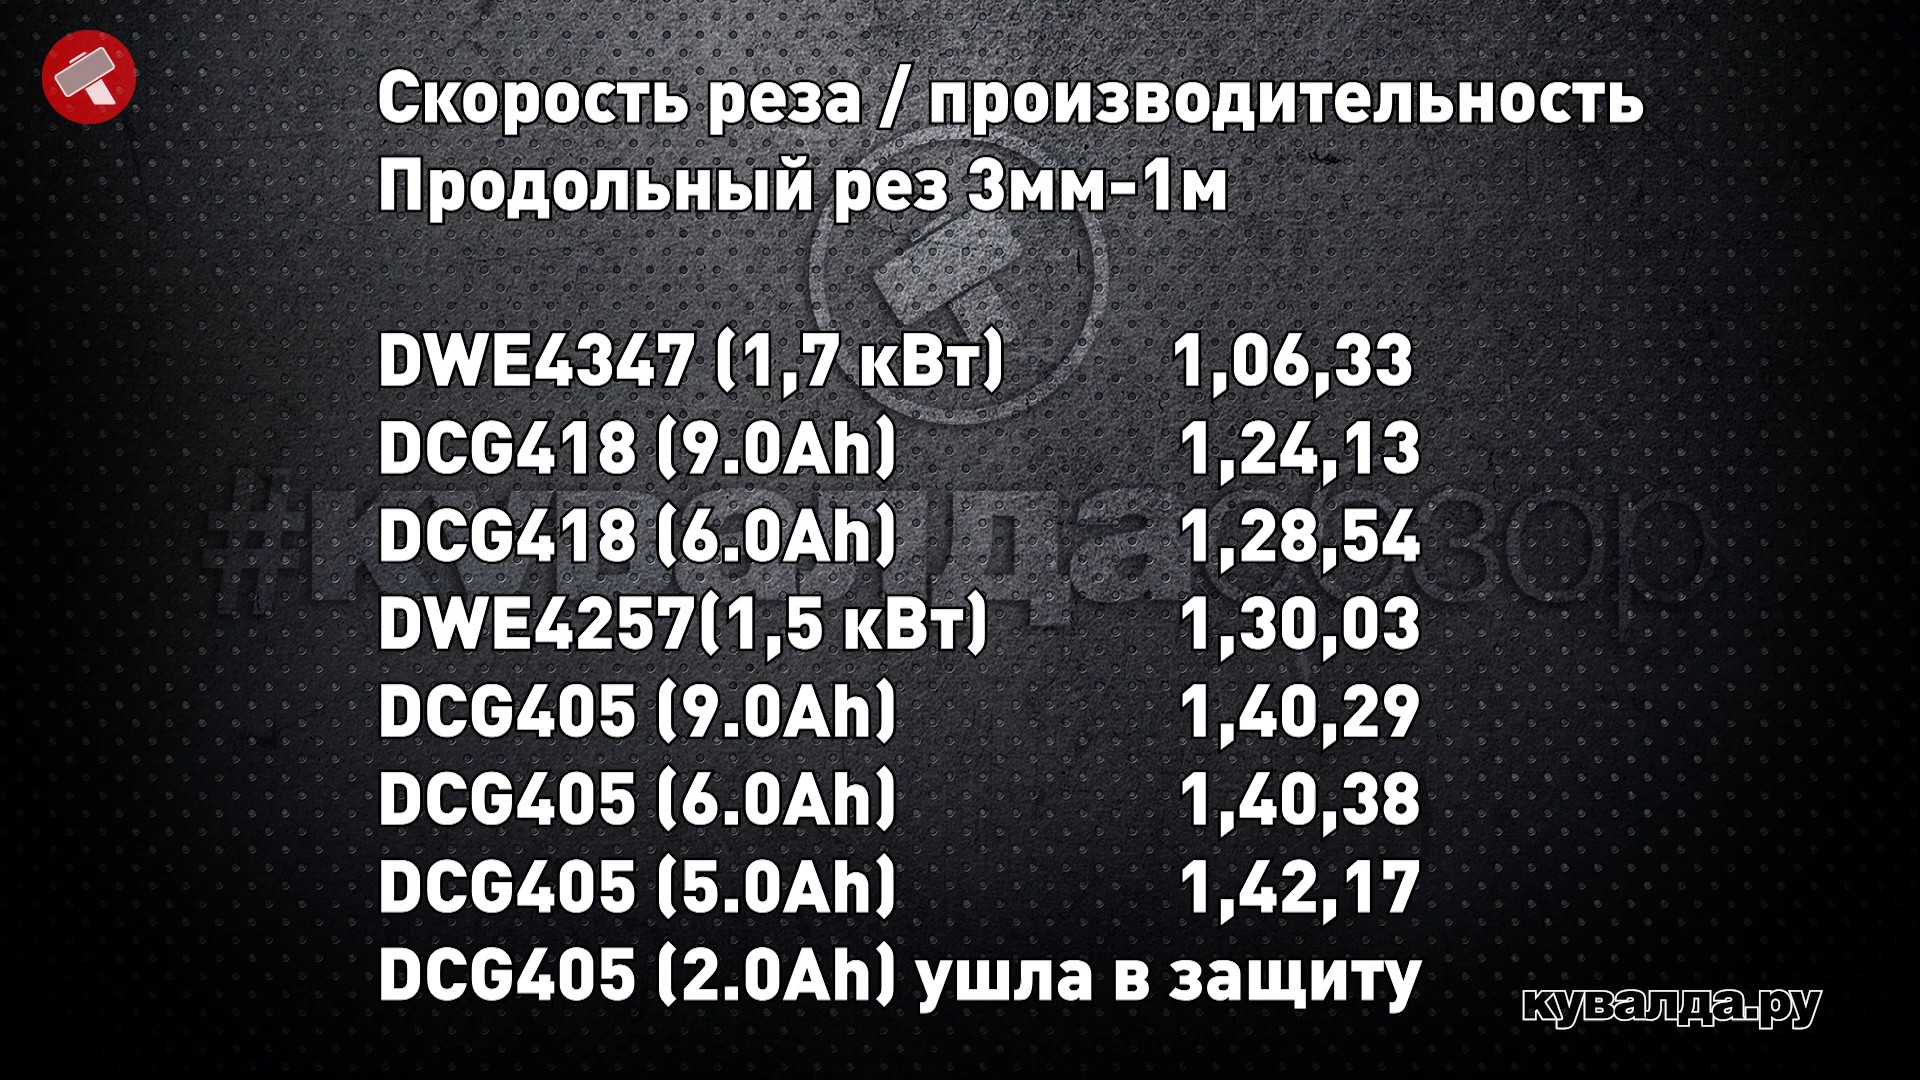 Скорость реза / производительность
Продольный рез 3мм-1м
DWE4347 (1,7 кВт) 1,06,33
DCG418 (9.0Ah) 1,24,13
DCG418 (6.0Ah) 1,28,54
#кувалдаобзор
DWE4257(1,5 кВт) 1,30,03
DCG405 (9.0Ah) 1,40,29
DCG405 (6.0Ah) 1,40,38
DCG405 (5.0Ah) 1,42,17
DCG405 (2.0Ah) ушла в защиту
кувалда.ру